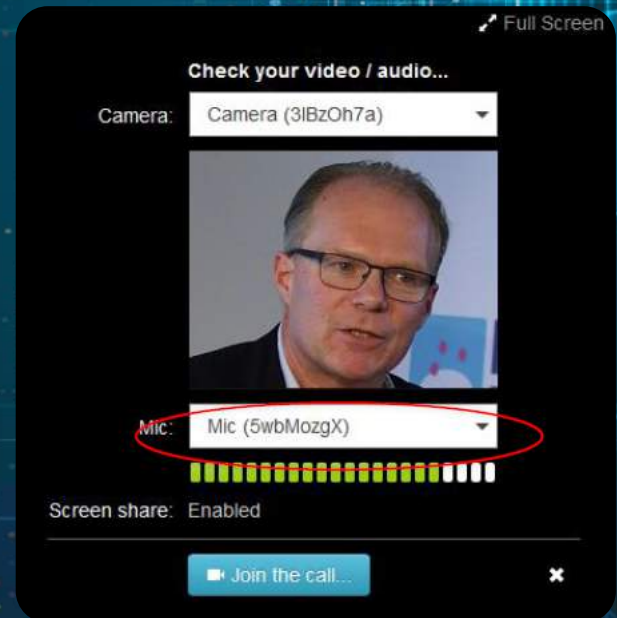 Full Screen
Check your video / audio...
Camera: Camera (3lBzOh7a)
Mic: Mic (5wbMozgX)
Screen share: Enabled
Join the call...